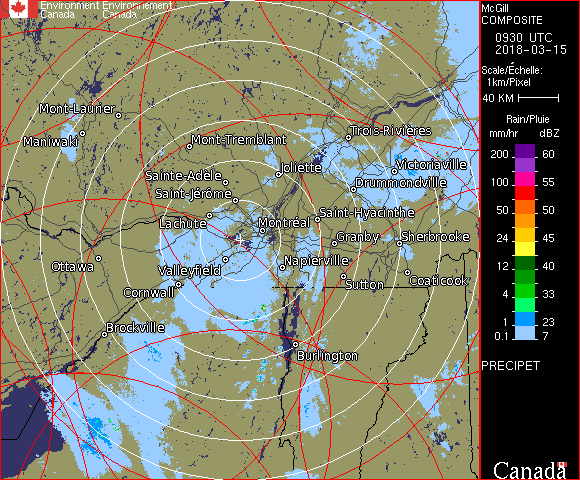 Environment Environnement
Canada Canada
McGill
COMPOSITE
0930 UTC
2018-03-15
Scale/Échelle:
1km/Pixel
40 KM
Rain/Pluie
mm/hr dBZ
200 60
100 55
50 50
24 45
12 40
4 33
1 23
0.1 7
PRECIPET
Canada
Mont-Laurier
Maniwaki
Mont-Tremblant
Trois-Rivières
Joliette
Victoriaville
Sainte-Adèle
Drummondville
Saint-Jérôme
Saint-Hyacinthe
Lachute
Montréal
Granby
Sherbrooke
Ottawa
Valleyfield
Napierville
Sutton
Coaticook
Cornwall
Brockville
Burlington